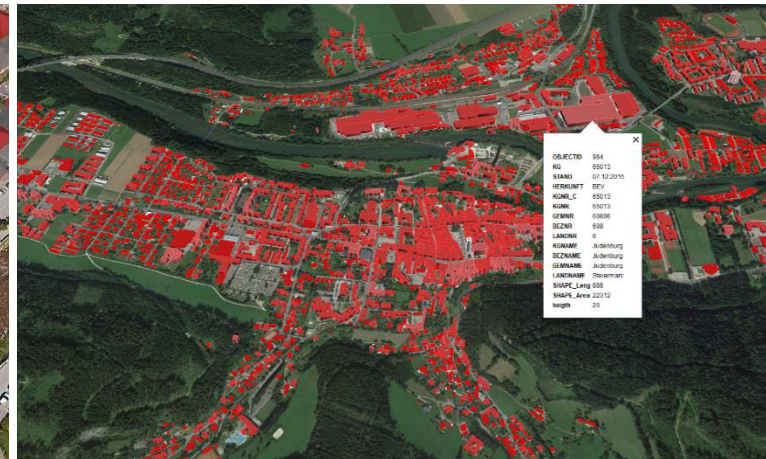 OBJECTID 984
KG 65013
STAND 07.12.2015
HERKUNFT BEV
KGNR_C 65013
KGNR 65013
GEMNR 60806
BEZNR 608
LANDNR 6
KGNAME Judenburg
BEZNAME Judenburg
GEMNAME Judenburg
LANDNAME Steiermark
SHAPE_Leng 888
SHAPE_Area 22312
heigth 20